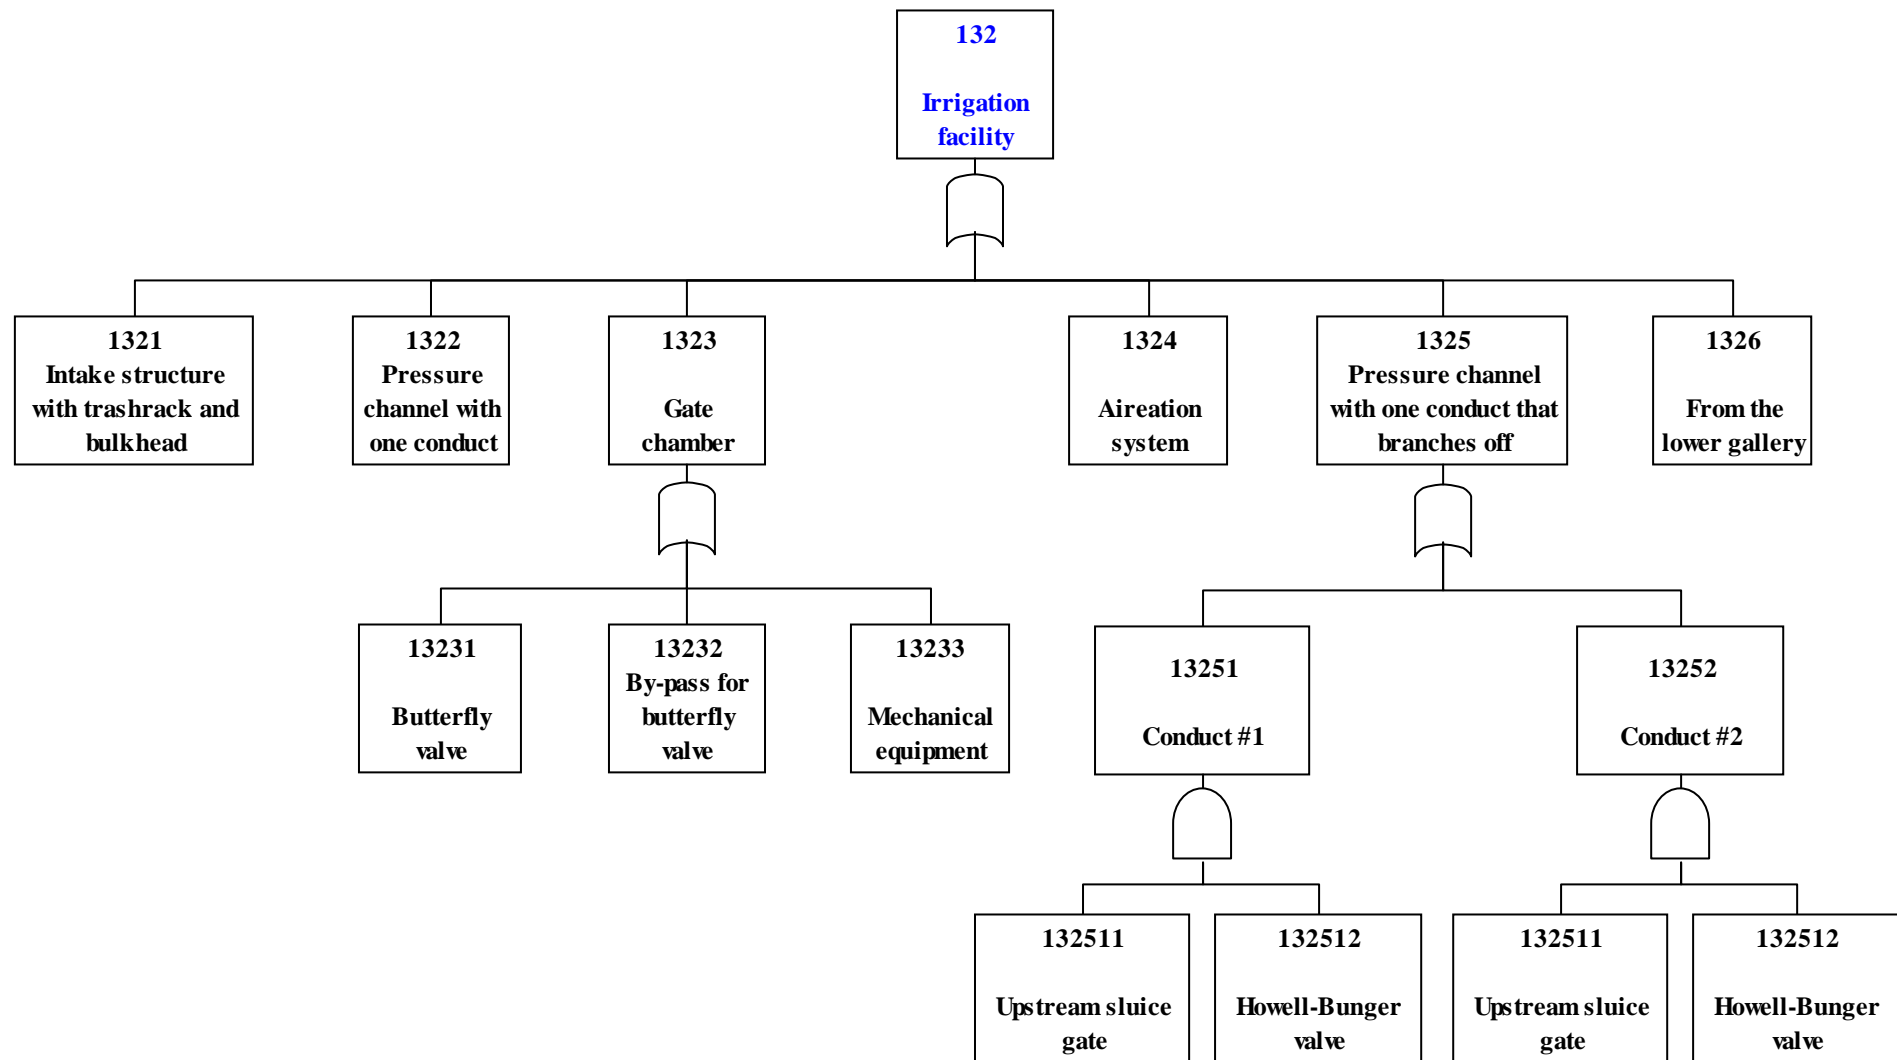 132
Irrigation
facility
1321
Intake structure
with trashrack and
bulkhead
1322
Pressure
channel with
one conduct
1323
Gate
chamber
1324
Aireation
system
1325
Pressure channel
with one conduct that
branches off
1326
From the
lower gallery
13231
Butterfly
valve
13232
By-pass for
butterfly
valve
13233
Mechanical
equipment
13251
Conduct #1
13252
Conduct #2
132511
Upstream sluice
gate
132512
Howell-Bunger
valve
132511
Upstream sluice
gate
132512
Howell-Bunger
valve